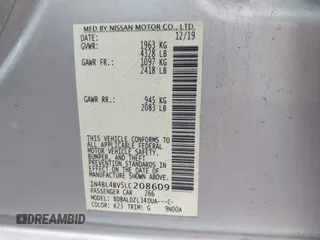 MFD BY NISSAN MOTOR CO., LTD.
DATE: 12/19
GVWR: 1963 KG
4328 LB
GAWR FR.: 1097 KG
2418 LB
GAWR RR.: 945 KG
2083 LB
THIS VEHICLE CONFORMS TO ALL
APPLICABLE U.S. FEDERAL MOTOR
VEHICLE SAFETY, BUMPER, AND
THEFT PREVENTION STANDARDS IN
EFFECT ON THE DATE OF
MANUFACTURE SHOWN ABOVE.
1N4BL4BV5LC208609
PASSENGER CAR
266
MODEL: BDBALDZL34DUA---C-
COLOR: K23 TRIM: G 9N00A
DEALERSHIP AUCTION